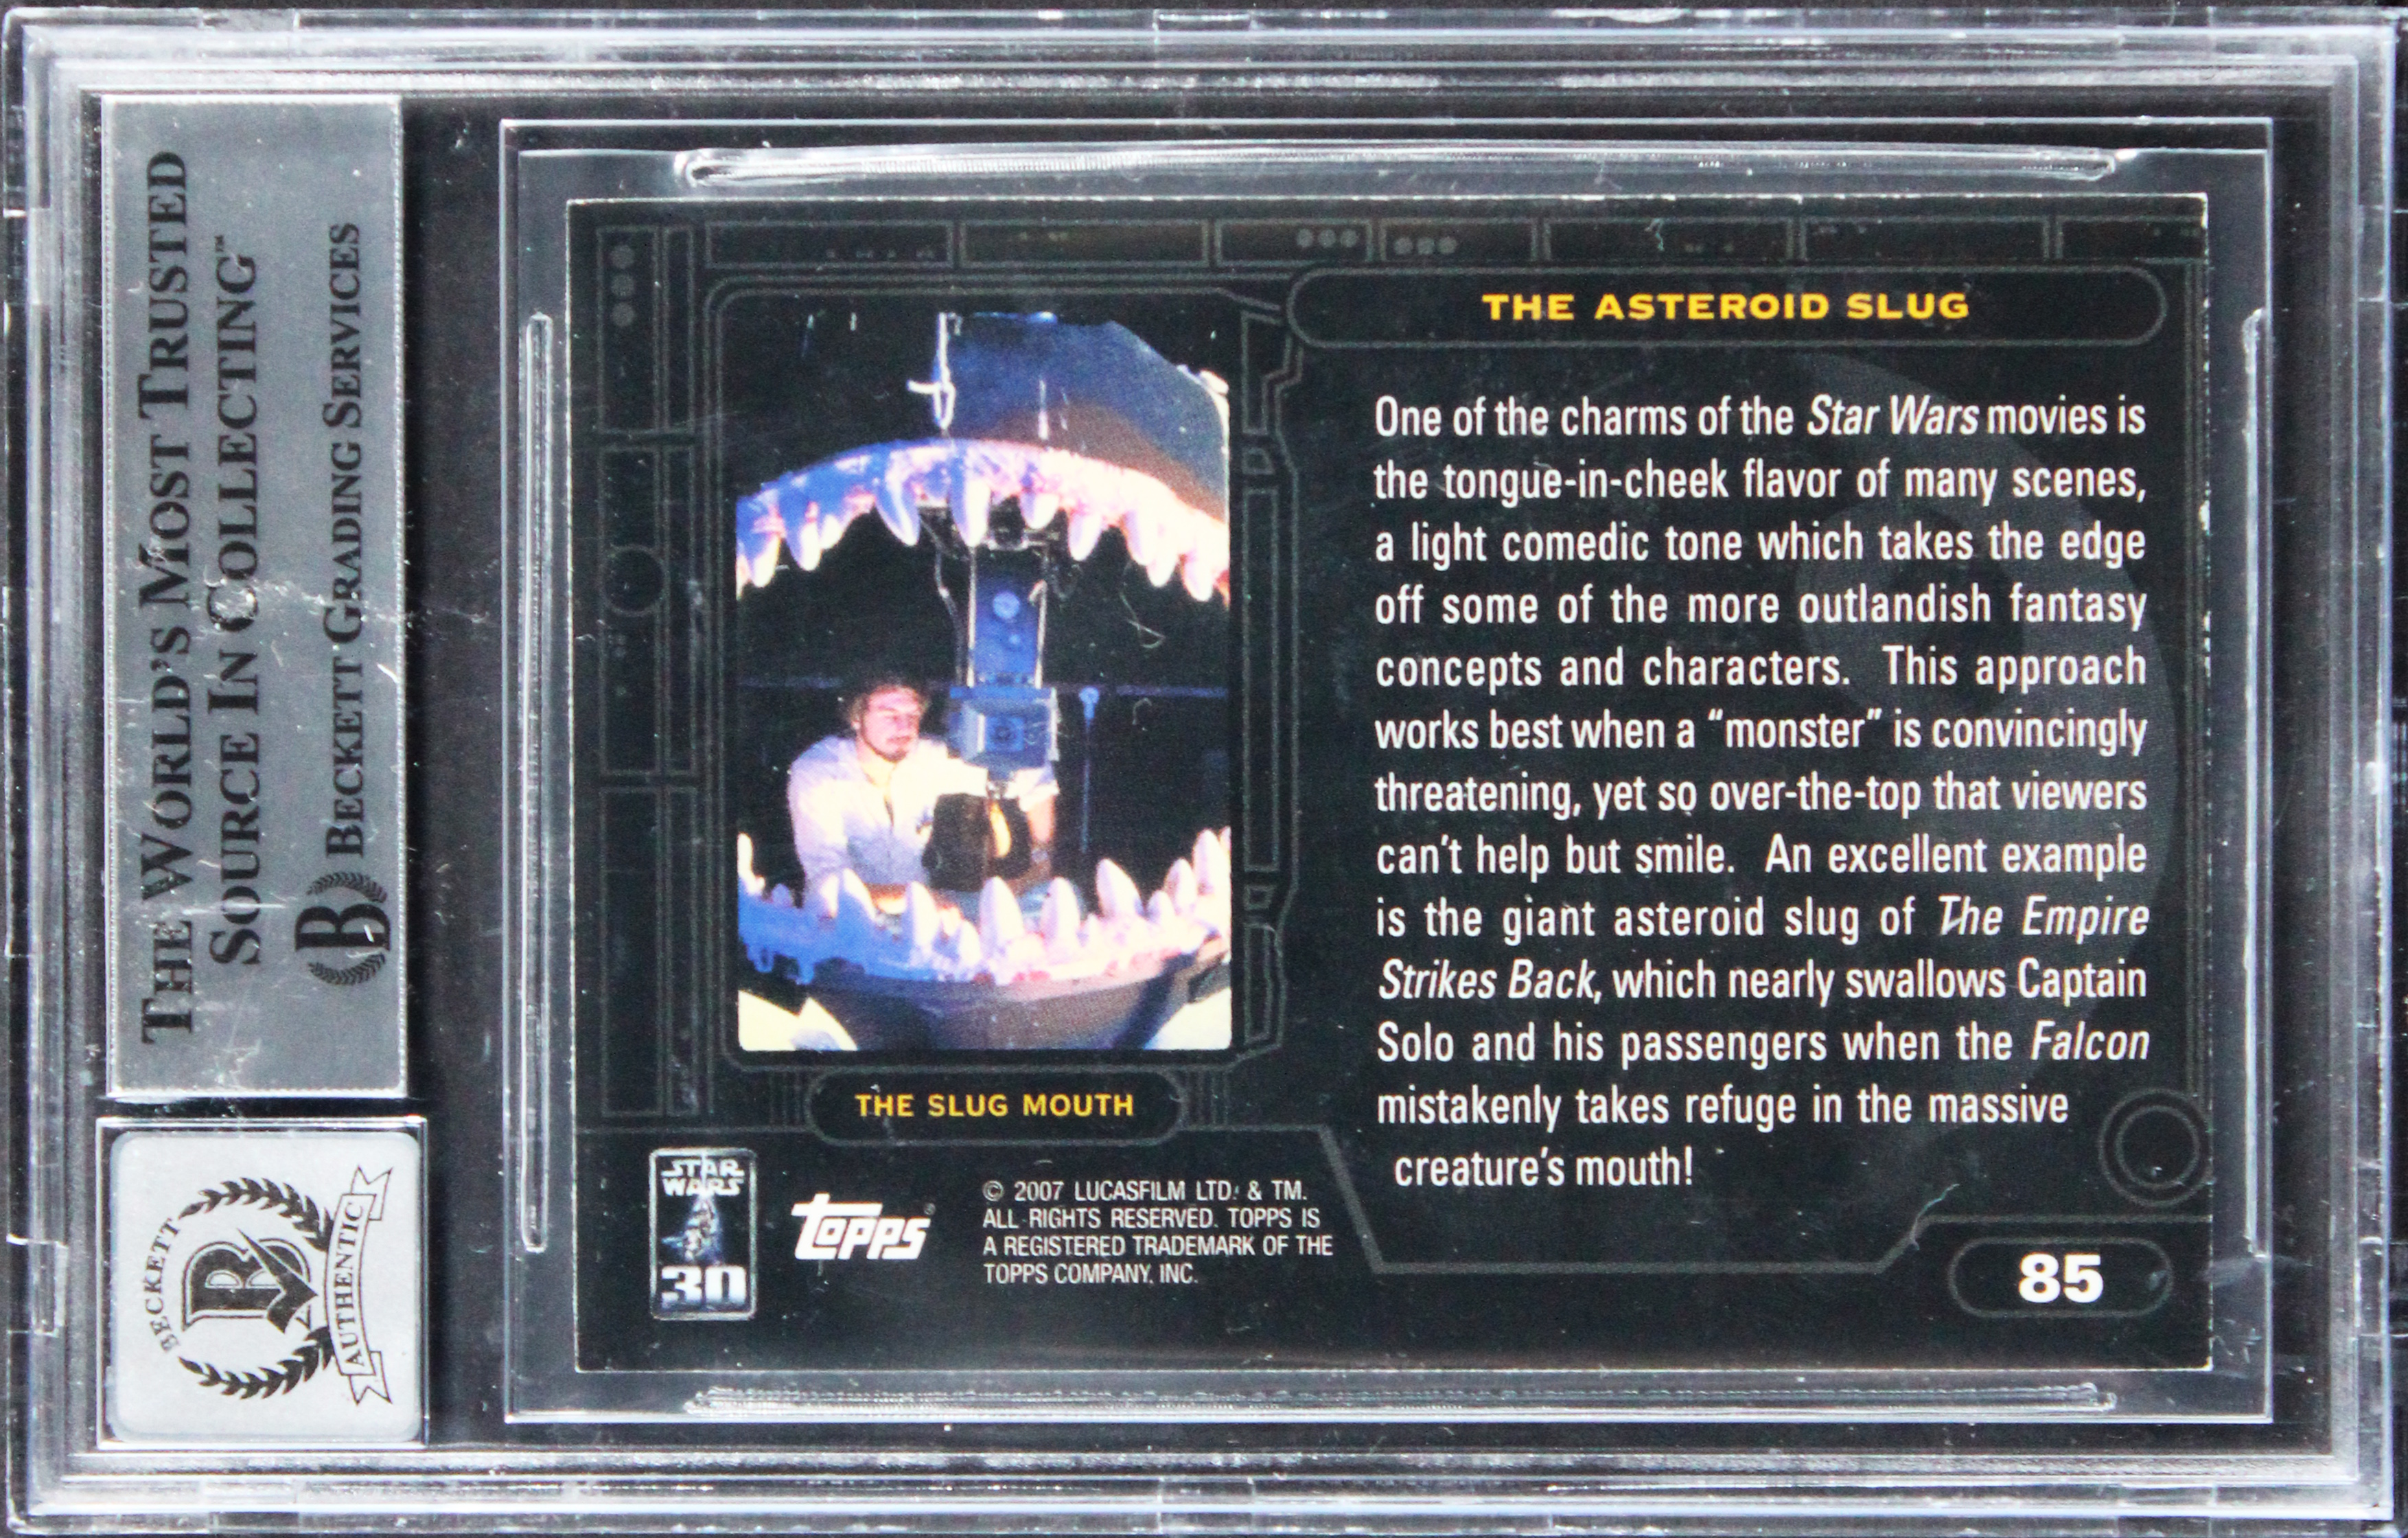 THE WORLD'S MOST TRUSTED
SOURCE IN COLLECTING™
B BECKETT GRADING SERVICES
BECKETT
B
AUTHENTIC
THE ASTEROID SLUG
One of the charms of the Star Wars movies is
the tongue-in-cheek flavor of many scenes,
a light comedic tone which takes the edge
off some of the more outlandish fantasy
concepts and characters. This approach
works best when a “monster” is convincingly
threatening, yet so over-the-top that viewers
can't help but smile. An excellent example
is the giant asteroid slug of The Empire
Strikes Back, which nearly swallows Captain
Solo and his passengers when the Falcon
mistakenly takes refuge in the massive
creature's mouth!
THE SLUG MOUTH
STAR
WARS
30
topps®
© 2007 LUCASFILM LTD. & TM.
ALL RIGHTS RESERVED. TOPPS IS
A REGISTERED TRADEMARK OF THE
TOPPS COMPANY, INC.
85